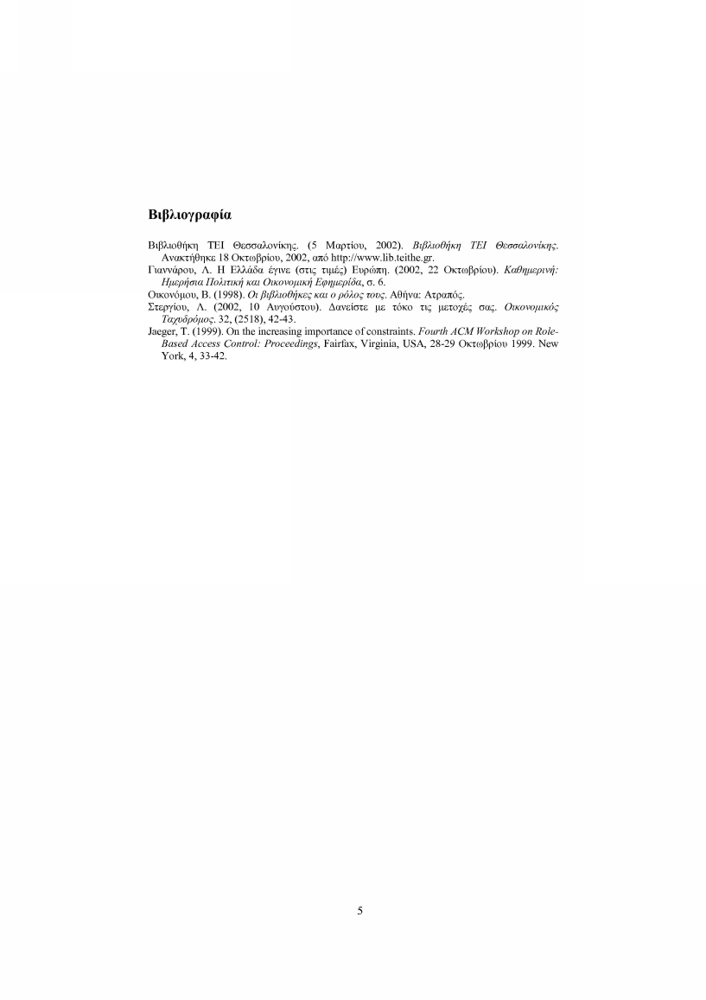 Βιβλιογραφία
Βιβλιοθήκη ΤΕΙ Θεσσαλονίκης. (5 Μαρτίου, 2002). Βιβλιοθήκη ΤΕΙ Θεσσαλονίκης.
Ανακτήθηκε 18 Οκτωβρίου, 2002, από http://www.lib.teithe.gr.
Γιαννάρου, Λ. Η Ελλάδα έγινε (στις τιμές) Ευρώπη. (2002, 22 Οκτωβρίου). Καθημερινή:
Ημερήσια Πολιτική και Οικονομική Εφημερίδα, σ. 6.
Οικονόμου, Β. (1998). Οι βιβλιοθήκες και ο ρόλος τους. Αθήνα: Ατραπός.
Στεργίου, Λ. (2002, 10 Αυγούστου). Δανείστε με τόκο τις μετοχές σας. Οικονομικός
Ταχυδρόμος. 32, (2518), 42-43.
Jaeger, T. (1999). On the increasing importance of constraints. Fourth ACM Workshop on Role-
Based Access Control: Proceedings, Fairfax, Virginia, USA, 28-29 Οκτωβρίου 1999. New
York, 4, 33-42.
5